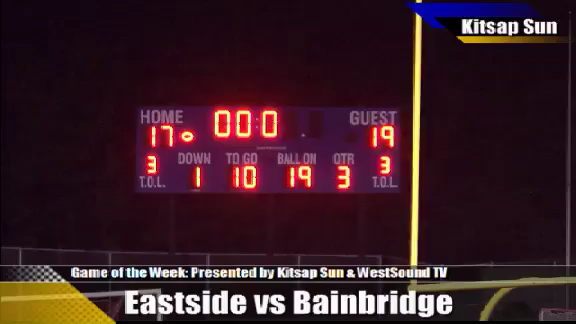 Kitsap Sun
HOME 00:0 GUEST
17 19
3 DOWN TO GO BALL ON QTR 3
T.O.L. 1 10 19 3 T.O.L.
Game of the Week: Presented by Kitsap Sun & WestSound TV
Eastside vs Bainbridge